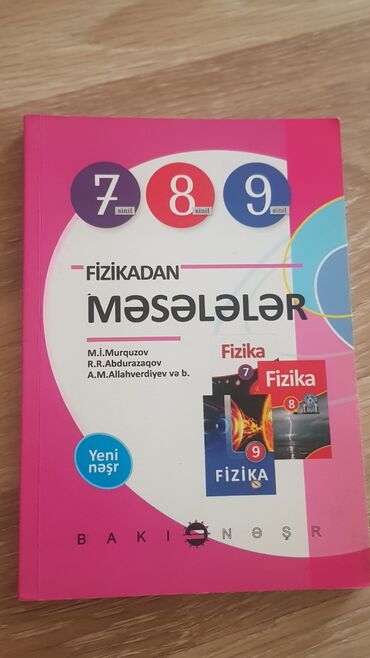 7 sinif 8 sinif 9 sinif
FİZİKADAN
MƏSƏLƏLƏR
M.İ.Murquzov
R.R.Abdurazaqov
A.M.Allahverdiyev və b.
Fizika
7
Fizika
8
9
FİZİKA
Yeni
nəşr
BAKI NƏŞR